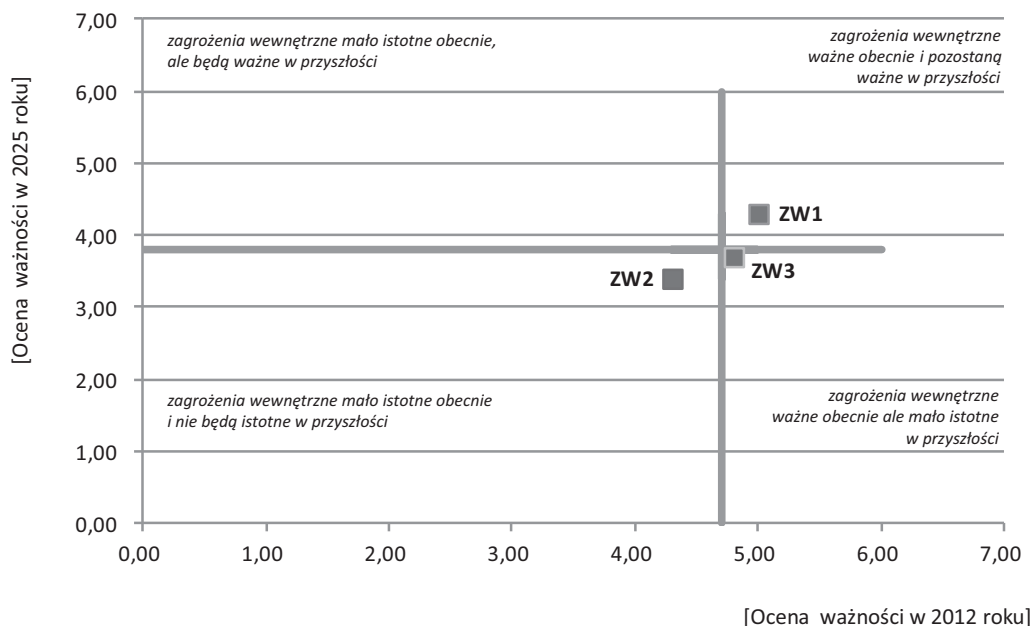 7,00
zagrożenia wewnętrzne mało istotne obecnie,
ale będą ważne w przyszłości
zagrożenia wewnętrzne
ważne obecnie i pozostaną
ważne w przyszłości
[Ocena ważności w 2025 roku]
6,00
5,00
ZW1
4,00
ZW2
ZW3
3,00
2,00
zagrożenia wewnętrzne mało istotne obecnie
i nie będą istotne w przyszłości
zagrożenia wewnętrzne
ważne obecnie ale mało istotne
w przyszłości
1,00
0,00
0,00 1,00 2,00 3,00 4,00 5,00 6,00 7,00
[Ocena ważności w 2012 roku]